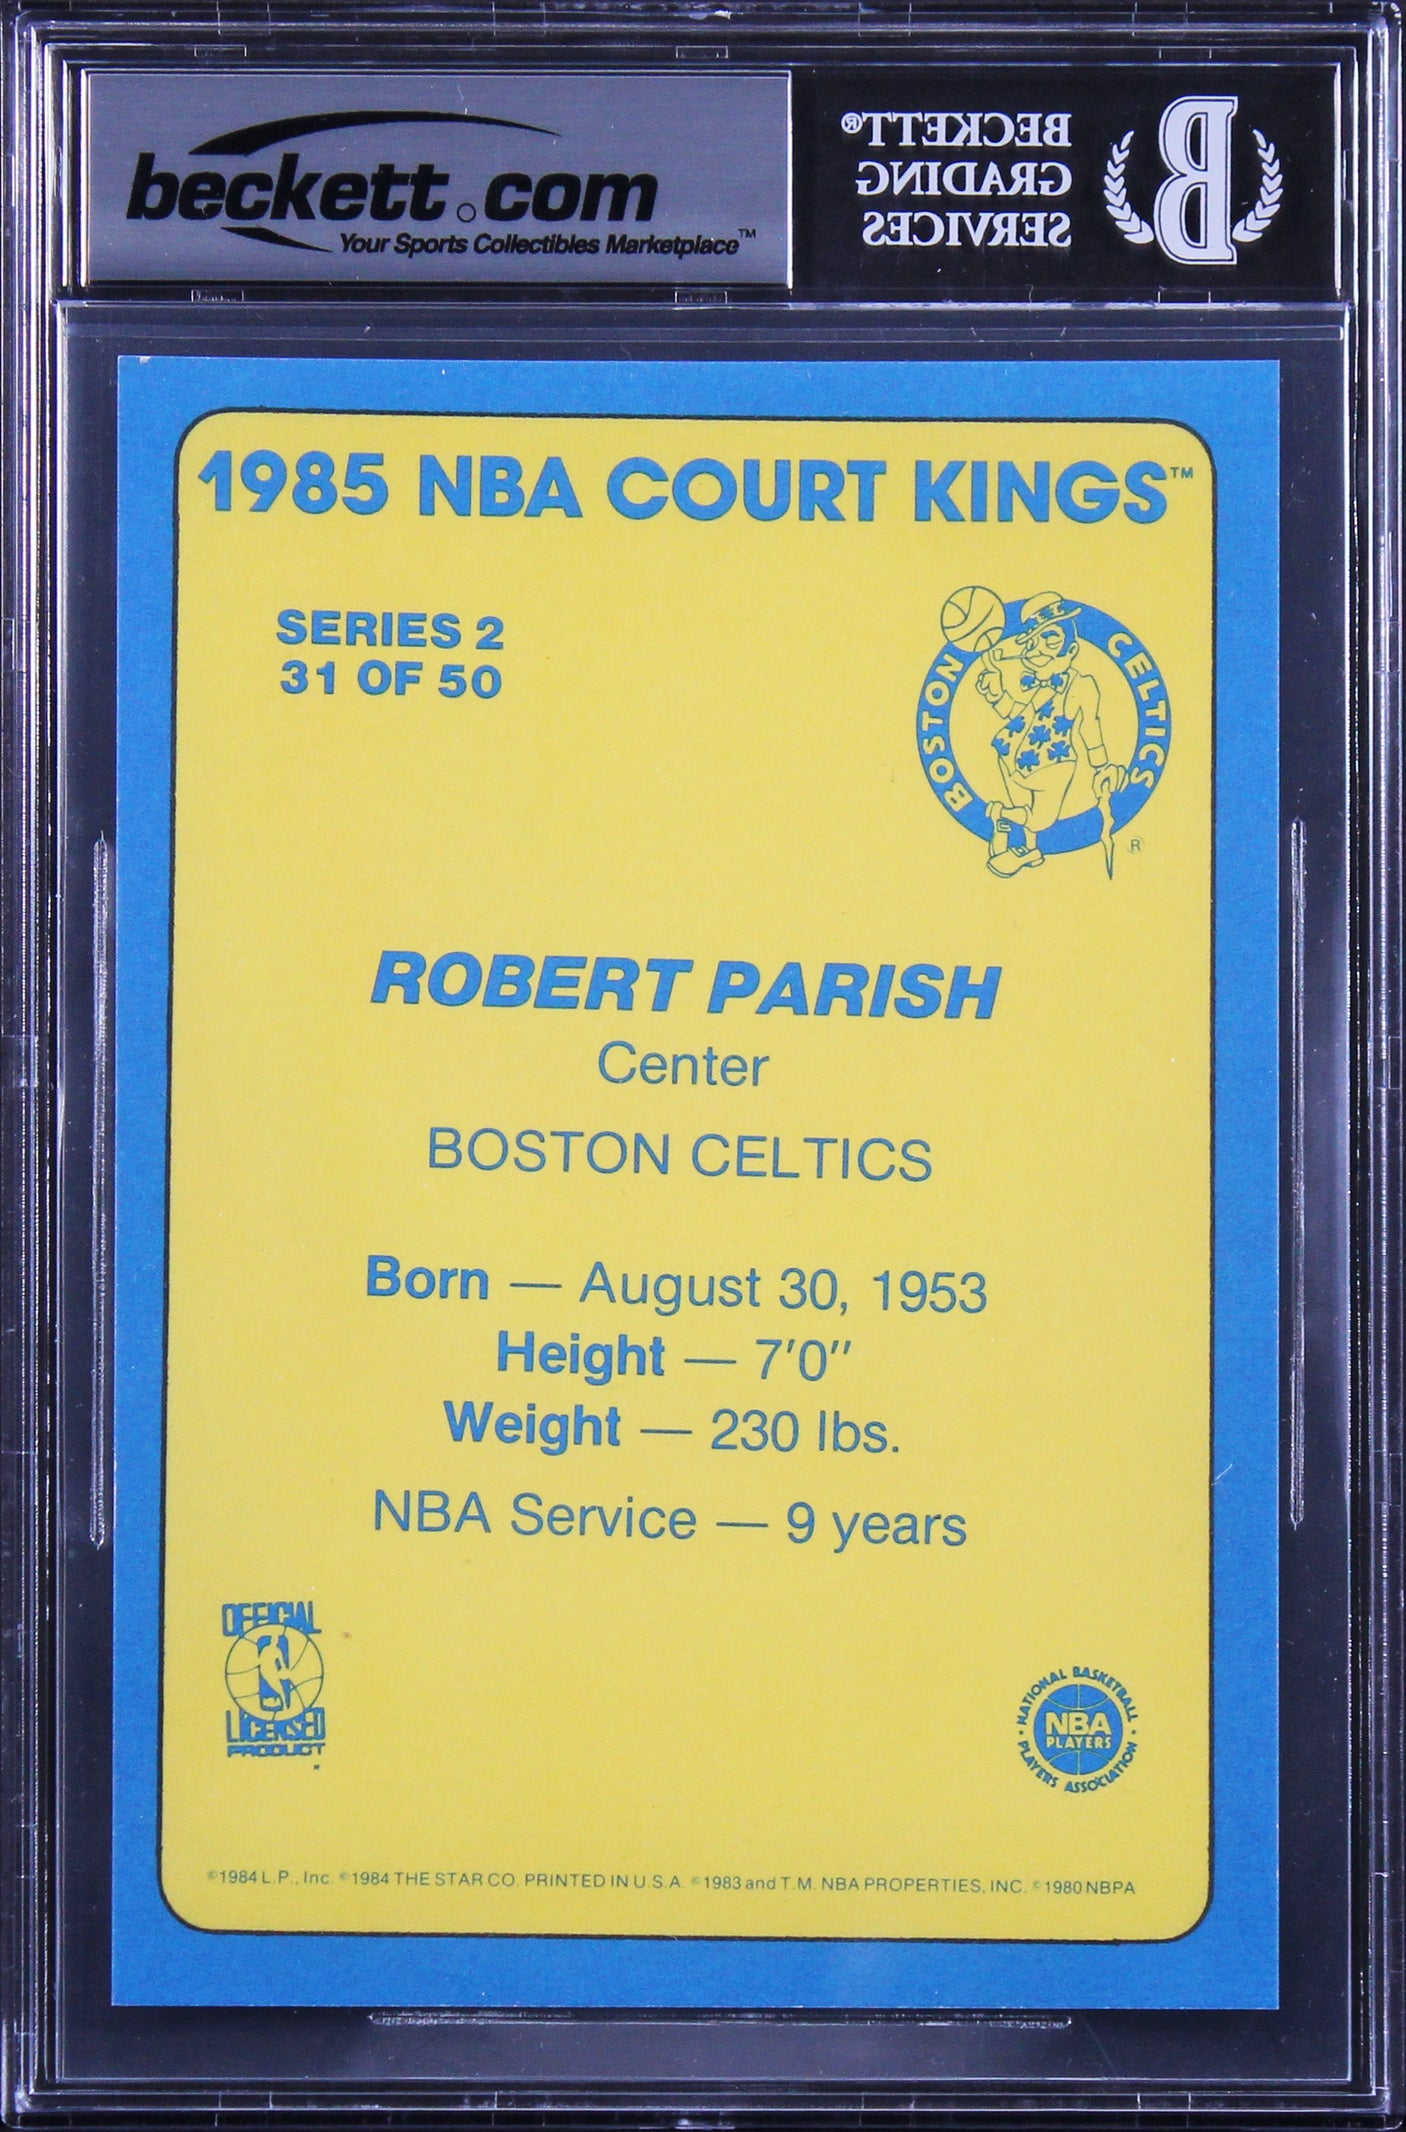 beckett.com
Your Sports Collectibles Marketplace™
BECKETT®
GRADING
SERVICES
B
1985 NBA COURT KINGS™
SERIES 2
31 OF 50
BOSTON CELTICS
R
ROBERT PARISH
Center
BOSTON CELTICS
Born — August 30, 1953
Height — 7'0"
Weight — 230 lbs.
NBA Service — 9 years
OFFICIAL
LICENSED
PRODUCT
NATIONAL BASKETBALL
NBA
PLAYERS
PLAYERS ASSOCIATION
©1984 L.P., Inc. ©1984 THE STAR CO. PRINTED IN U.S.A. ©1983 and T.M. NBA PROPERTIES, INC. ©1980 NBPA